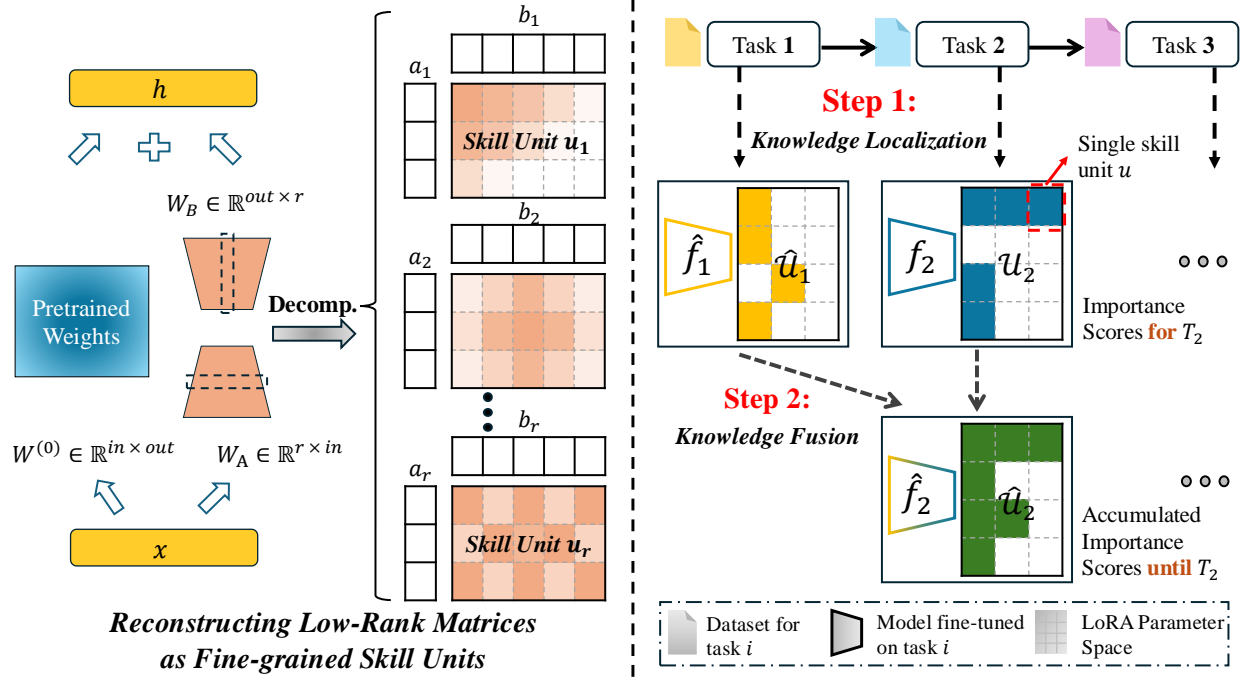 h
W_B ∈ ℝ^{out × r}
Pretrained
Weights
W^{(0)} ∈ ℝ^{in × out}
W_A ∈ ℝ^{r × in}
x
Decomp.
b_1
a_1
Skill Unit u_1
b_2
a_2
b_r
a_r
Skill Unit u_r
Reconstructing Low-Rank Matrices
as Fine-grained Skill Units
Task 1
Task 2
Task 3
Step 1:
Knowledge Localization
Single skill
unit u
f̂_1
Û_1
f_2
U_2
Importance
Scores for T_2
Step 2:
Knowledge Fusion
f̂_2
Û_2
Accumulated
Importance
Scores until T_2
Dataset for
task i
Model fine-tuned
on task i
LoRA Parameter
Space